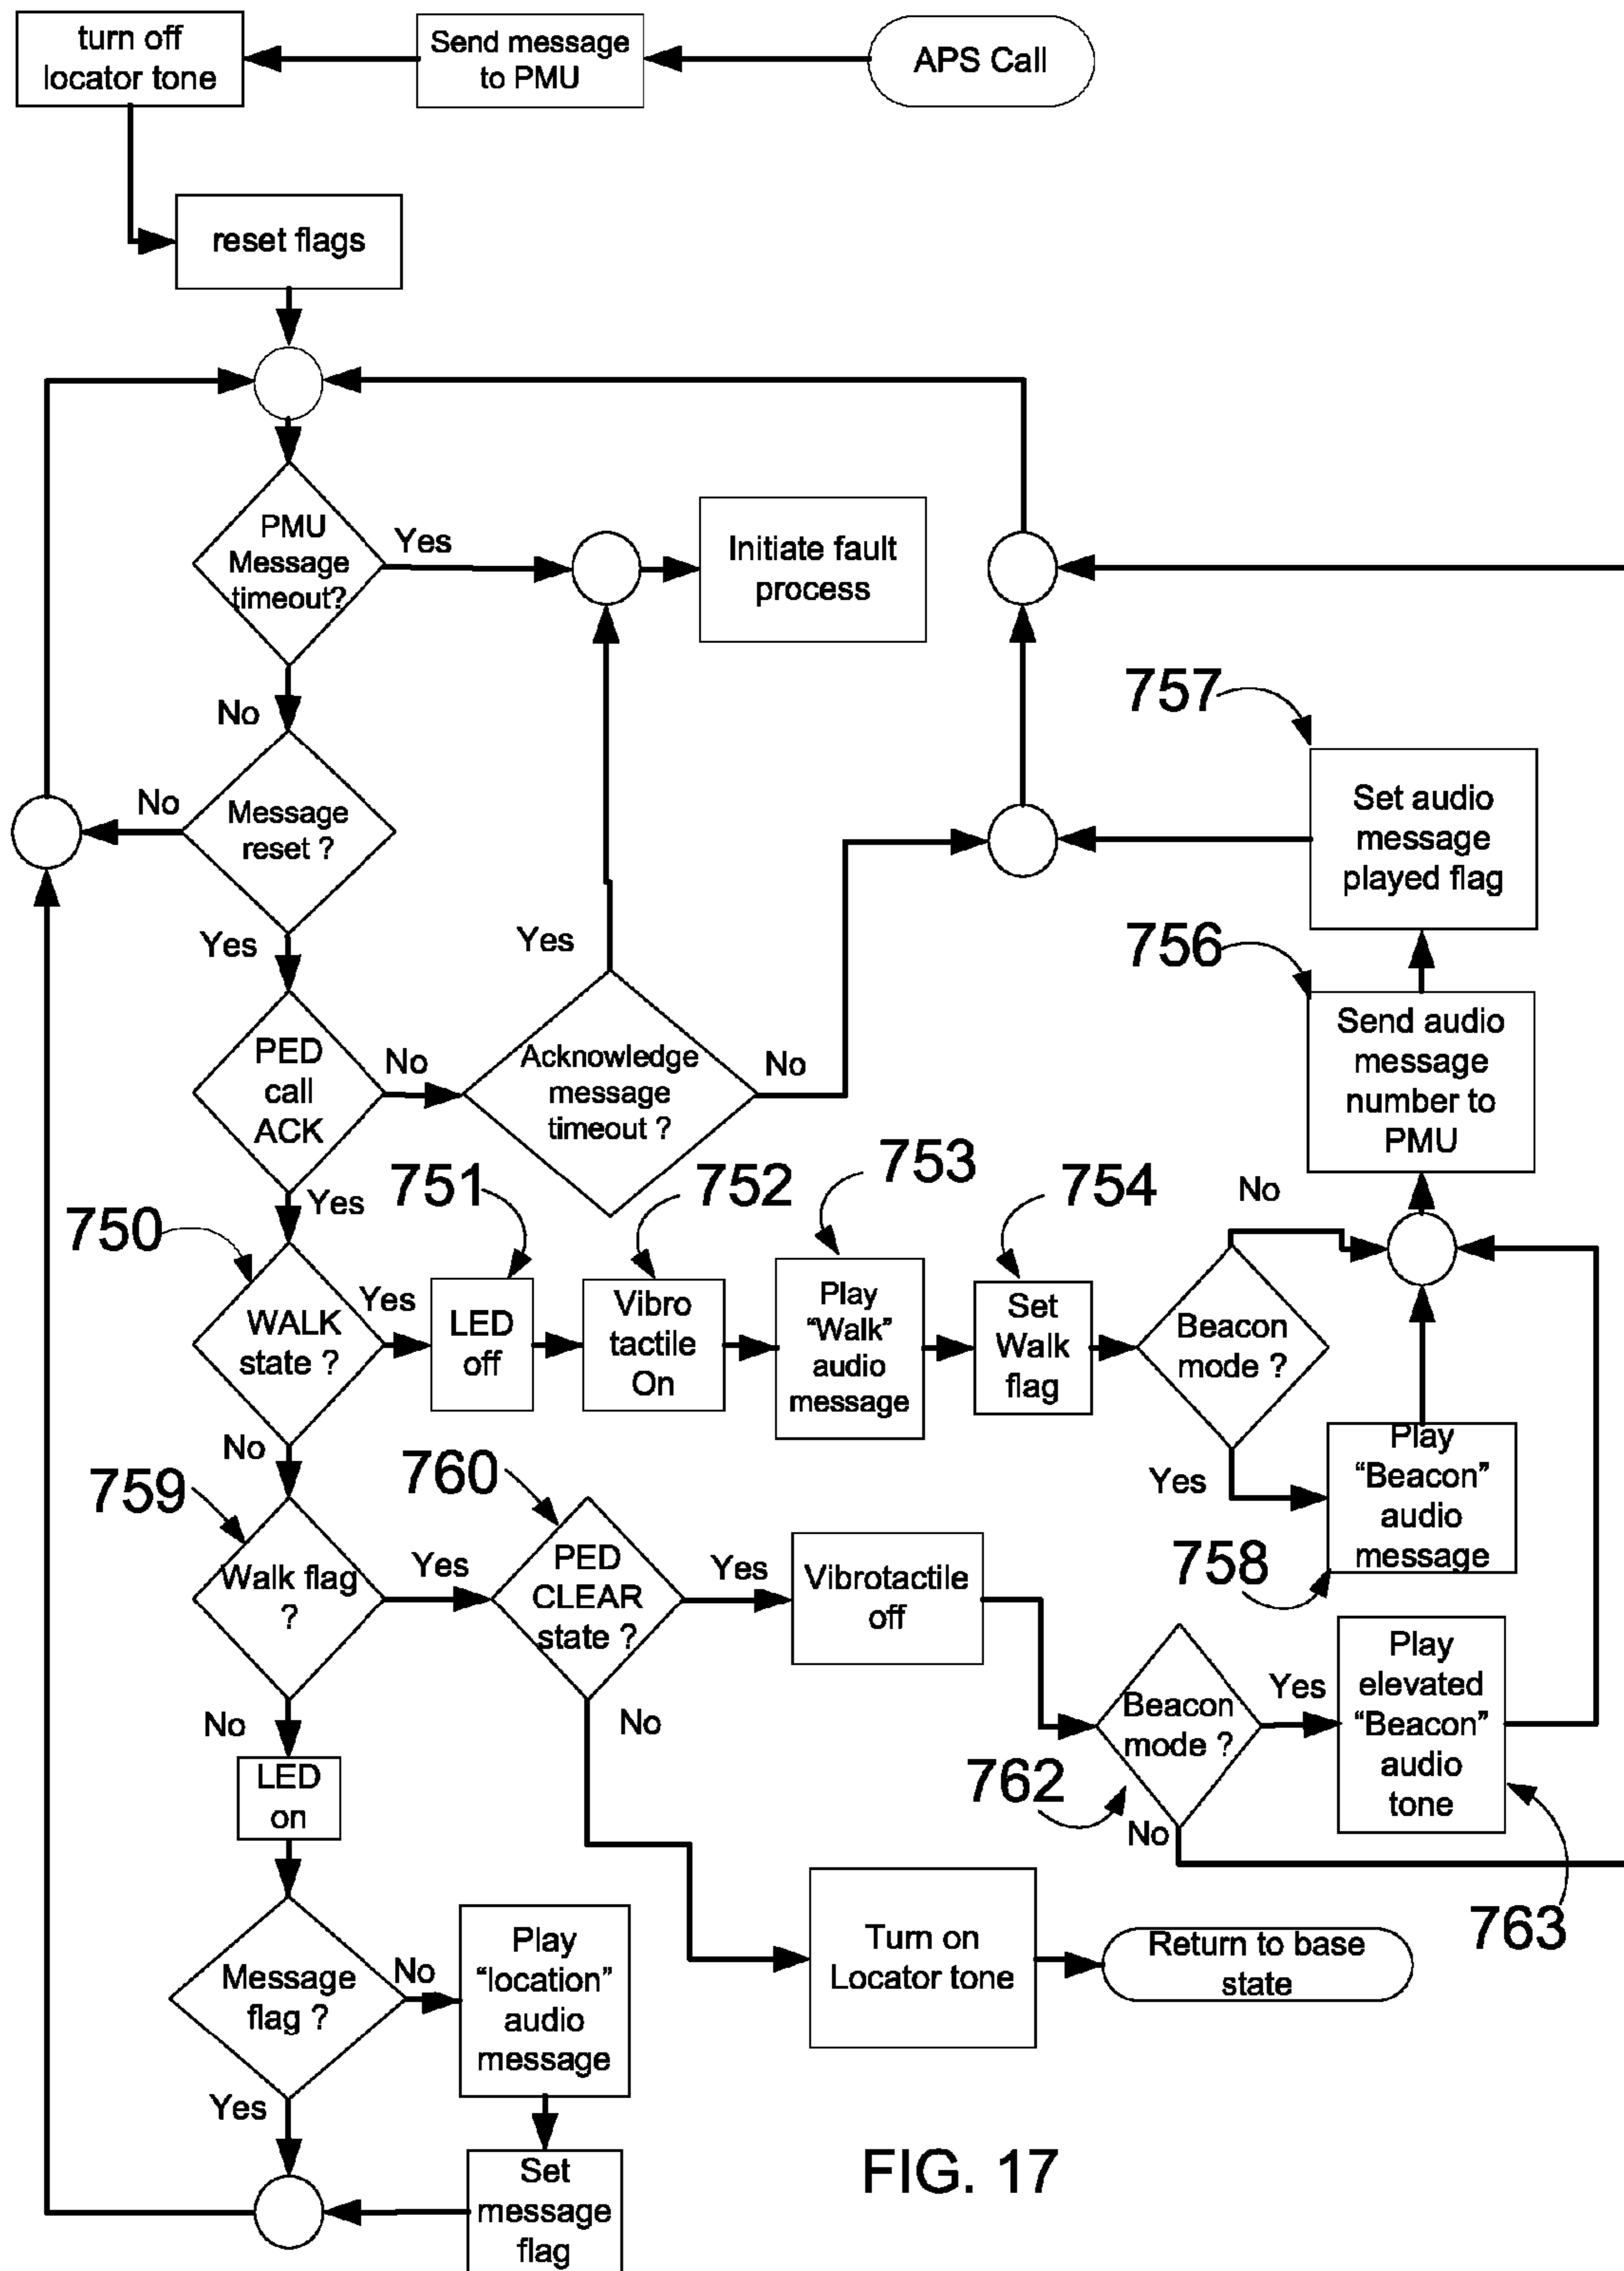 turn off
locator tone
Send message
to PMU
APS Call
reset flags
PMU
Message
timeout?
Yes
Initiate fault
process
No
757
Message
reset ?
No
Set audio
message
played flag
Yes
Yes
756
PED
call
ACK
No
Acknowledge
message
timeout ?
No
Send audio
message
number to
PMU
Yes
750
751
752
753
754
No
WALK
state ?
Yes
LED
off
Vibro
tactile
On
Play
“Walk”
audio
message
Set
Walk
flag
Beacon
mode ?
Yes
Play
“Beacon”
audio
message
758
No
759
760
Walk flag
?
Yes
PED
CLEAR
state ?
Yes
Vibrotactile
off
Beacon
mode ?
Yes
Play
elevated
“Beacon”
audio
tone
762
No
763
No
No
LED
on
Turn on
Locator tone
Return to base
state
Message
flag ?
No
Play
“location”
audio
message
Yes
Set
message
flag
FIG. 17